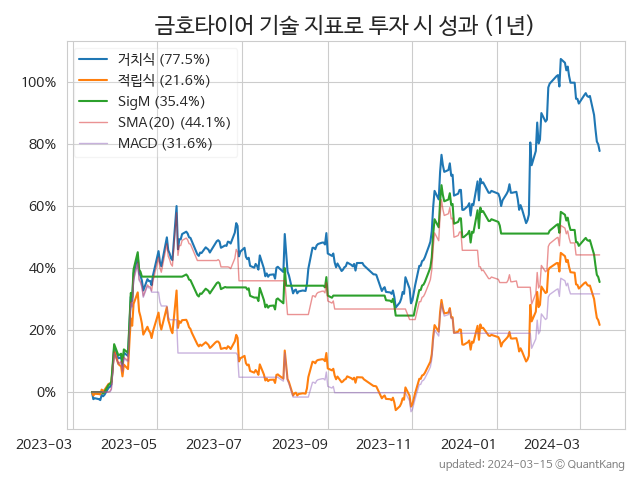 금호타이어 기술 지표로 투자 시 성과 (1년)
거치식 (77.5%)
적립식 (21.6%)
SigM (35.4%)
SMA(20) (44.1%)
MACD (31.6%)
100%
80%
60%
40%
20%
0%
2023-03 2023-05 2023-07 2023-09 2023-11 2024-01 2024-03
updated: 2024-03-15 © QuantKang